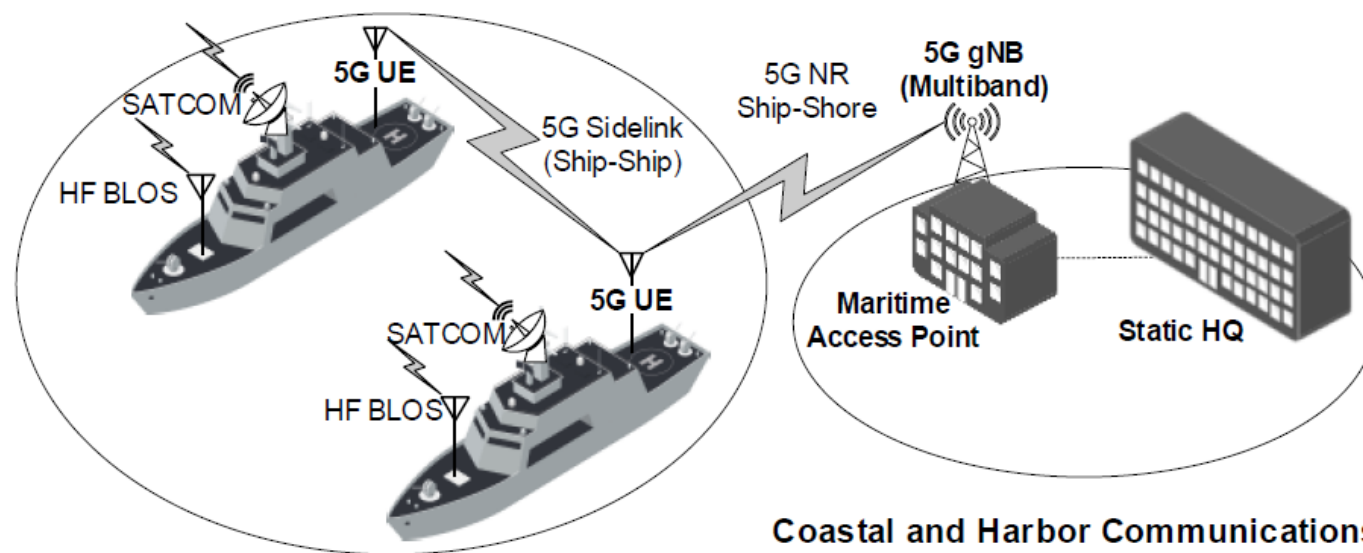 5G UE
SATCOM
HF BLOS
5G Sidelink
(Ship-Ship)
5G NR
Ship-Shore
5G gNB
(Multiband)
5G UE
SATCOM
HF BLOS
Maritime
Access Point
Static HQ
H
H
Coastal and Harbor Communications